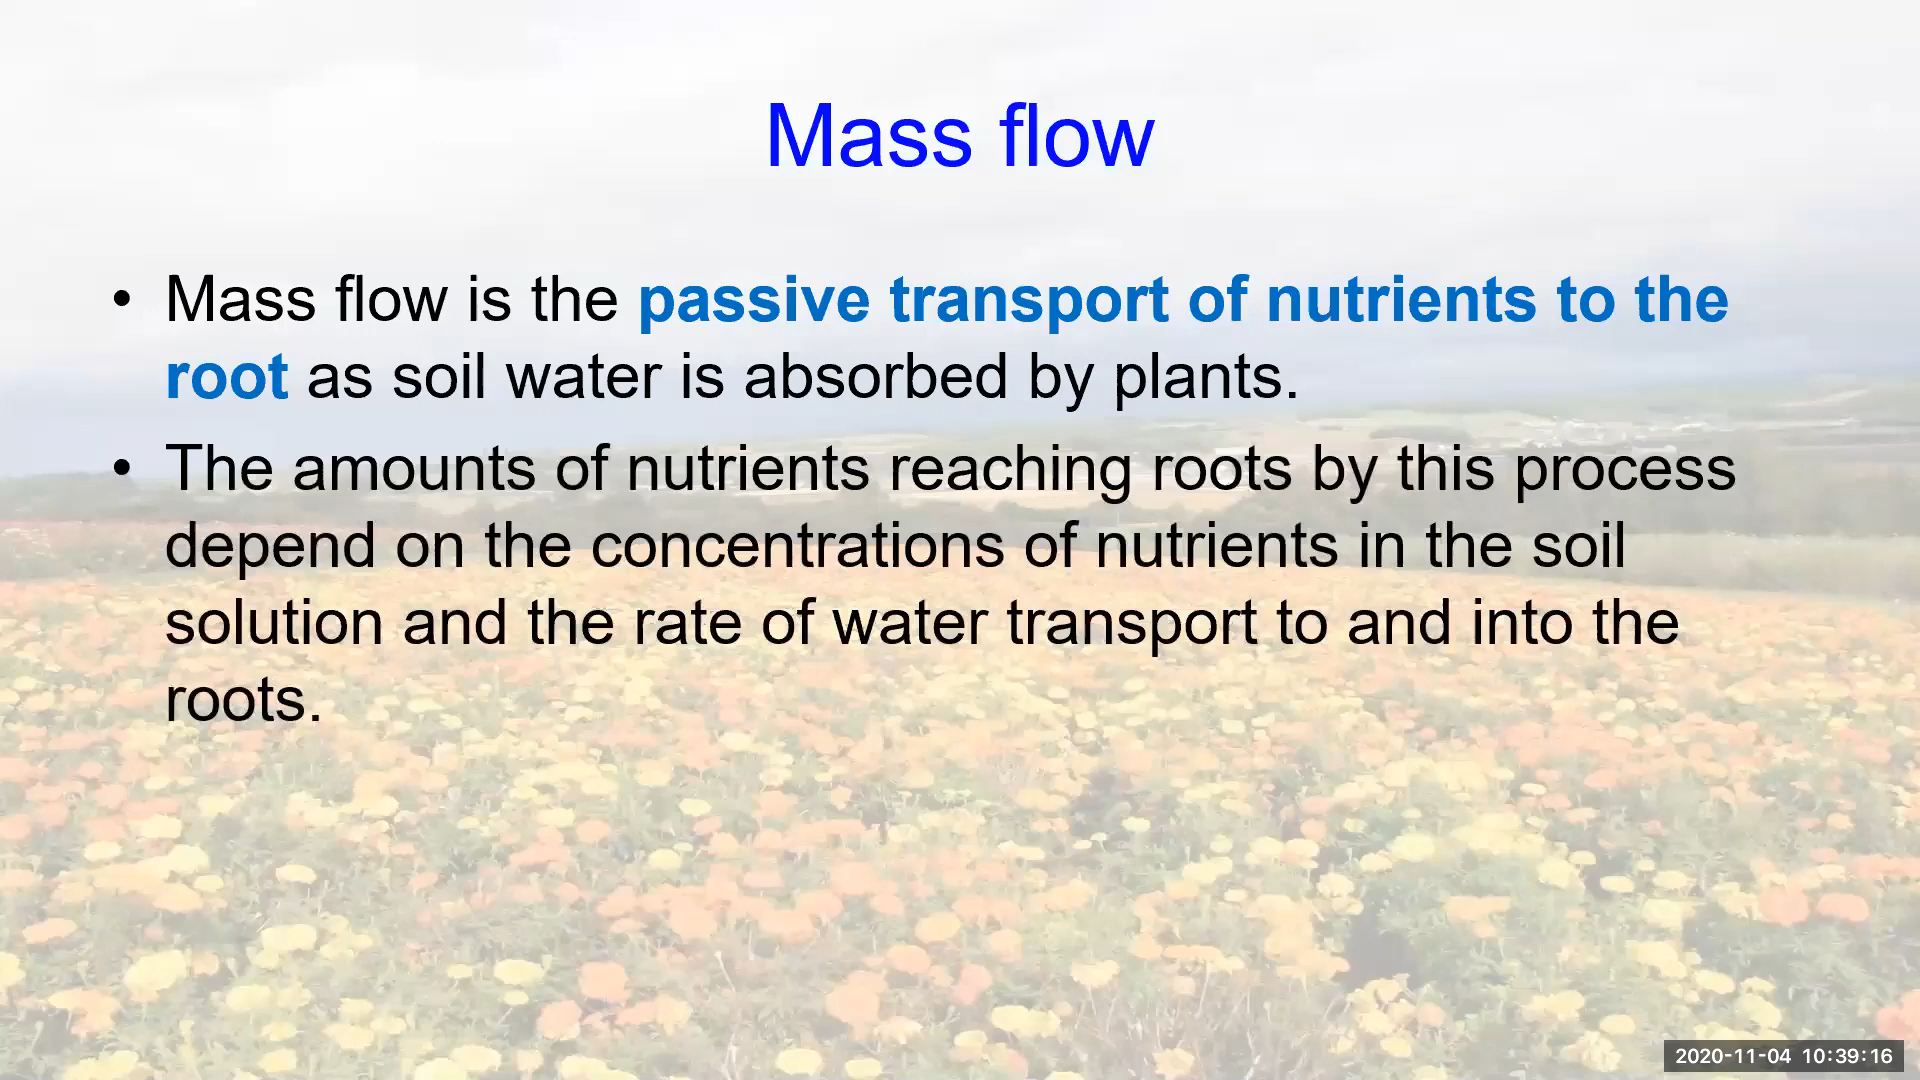 Mass flow
• Mass flow is the passive transport of nutrients to the
root as soil water is absorbed by plants.
• The amounts of nutrients reaching roots by this process
depend on the concentrations of nutrients in the soil
solution and the rate of water transport to and into the
roots.
2020-11-04 10:39:16